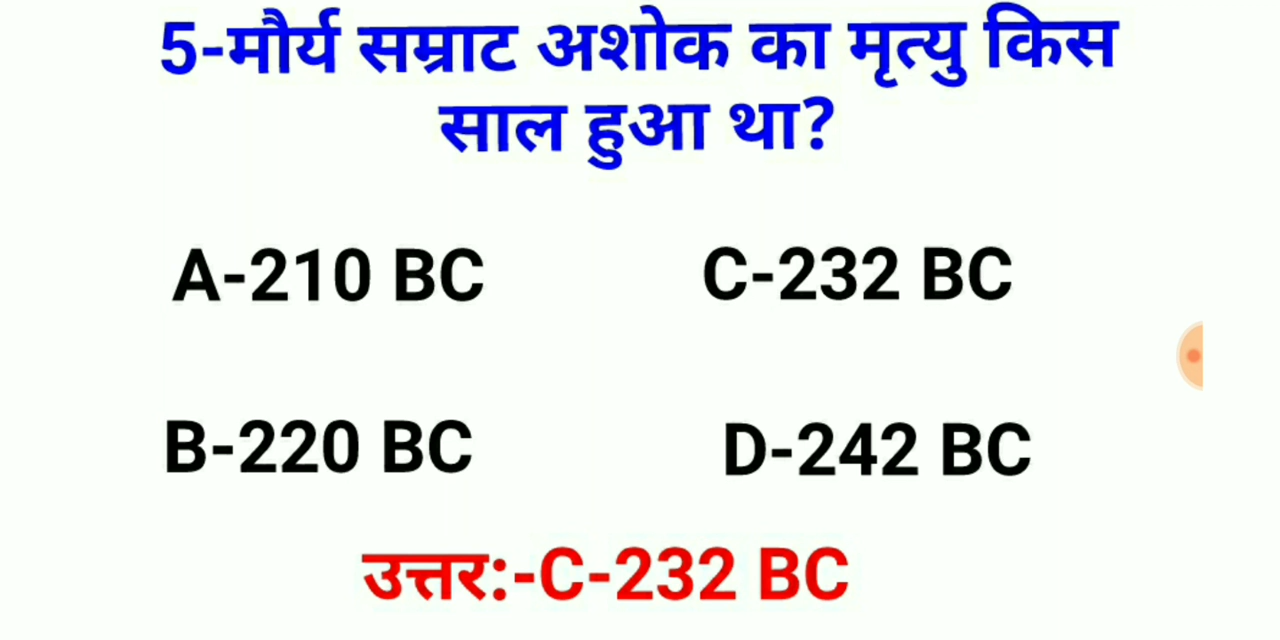 5-मौर्य सम्राट अशोक का मृत्यु किस
साल हुआ था?
A-210 BC
C-232 BC
B-220 BC
D-242 BC
उत्तर:-C-232 BC